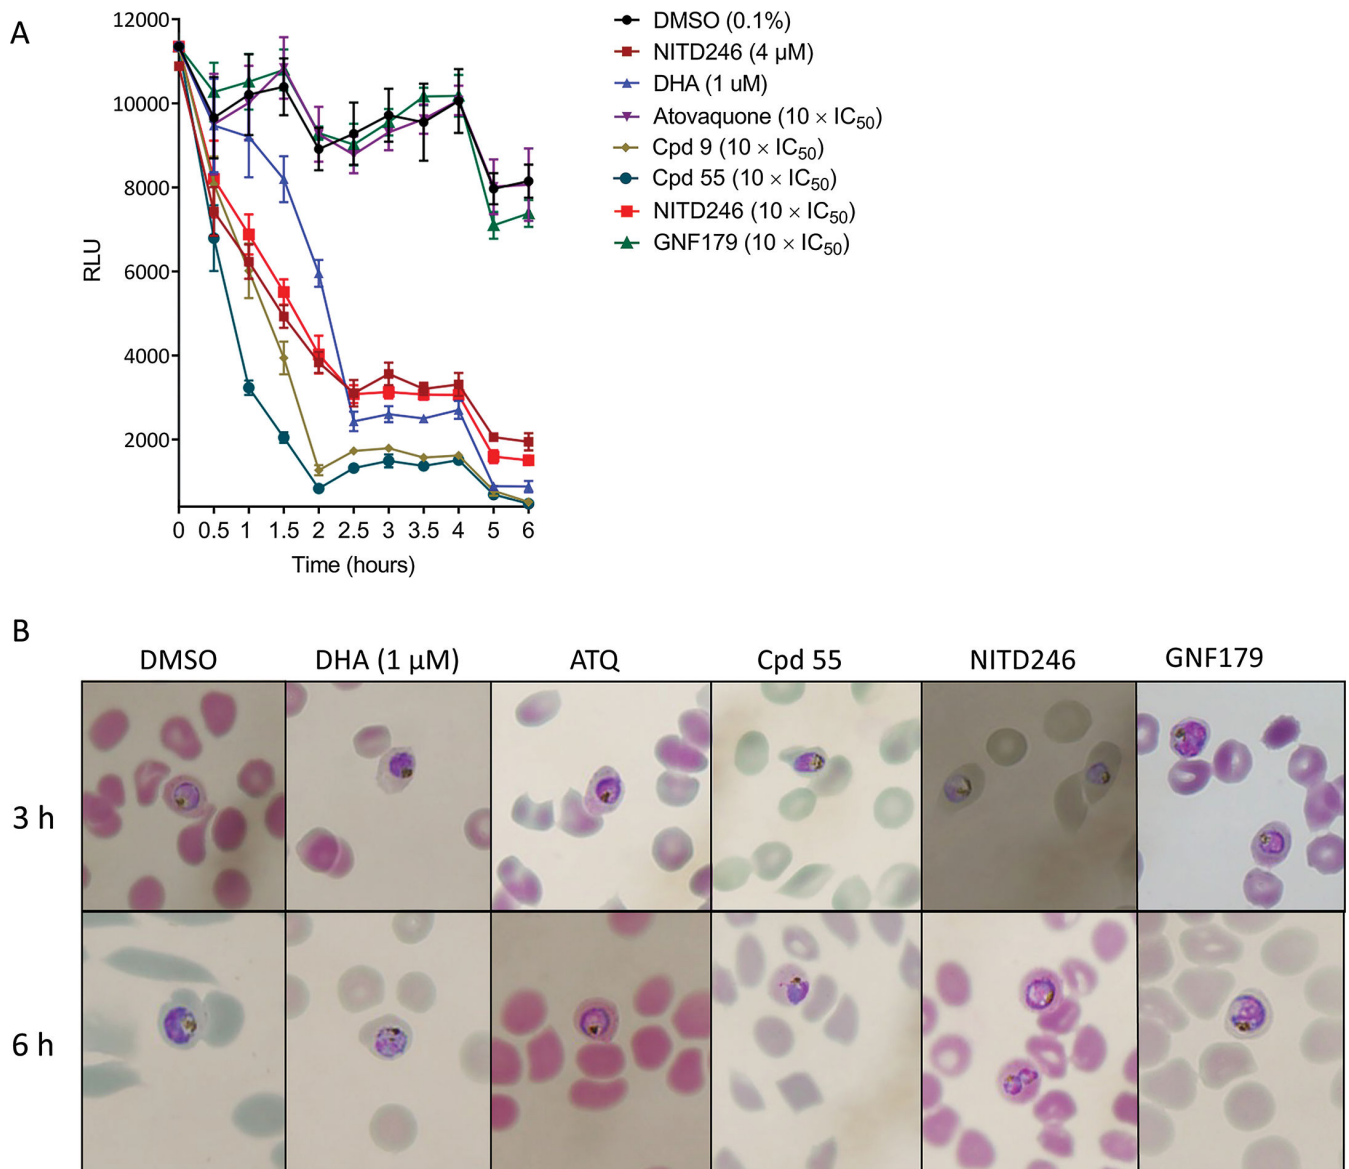 A
12000
10000
8000
6000
4000
2000
RLU
0 0.5 1 1.5 2 2.5 3 3.5 4 5 6
Time (hours)
DMSO (0.1%)
NITD246 (4 µM)
DHA (1 uM)
Atovaquone (10 × IC50)
Cpd 9 (10 × IC50)
Cpd 55 (10 × IC50)
NITD246 (10 × IC50)
GNF179 (10 × IC50)
B
DMSO DHA (1 µM) ATQ Cpd 55 NITD246 GNF179
3 h
6 h